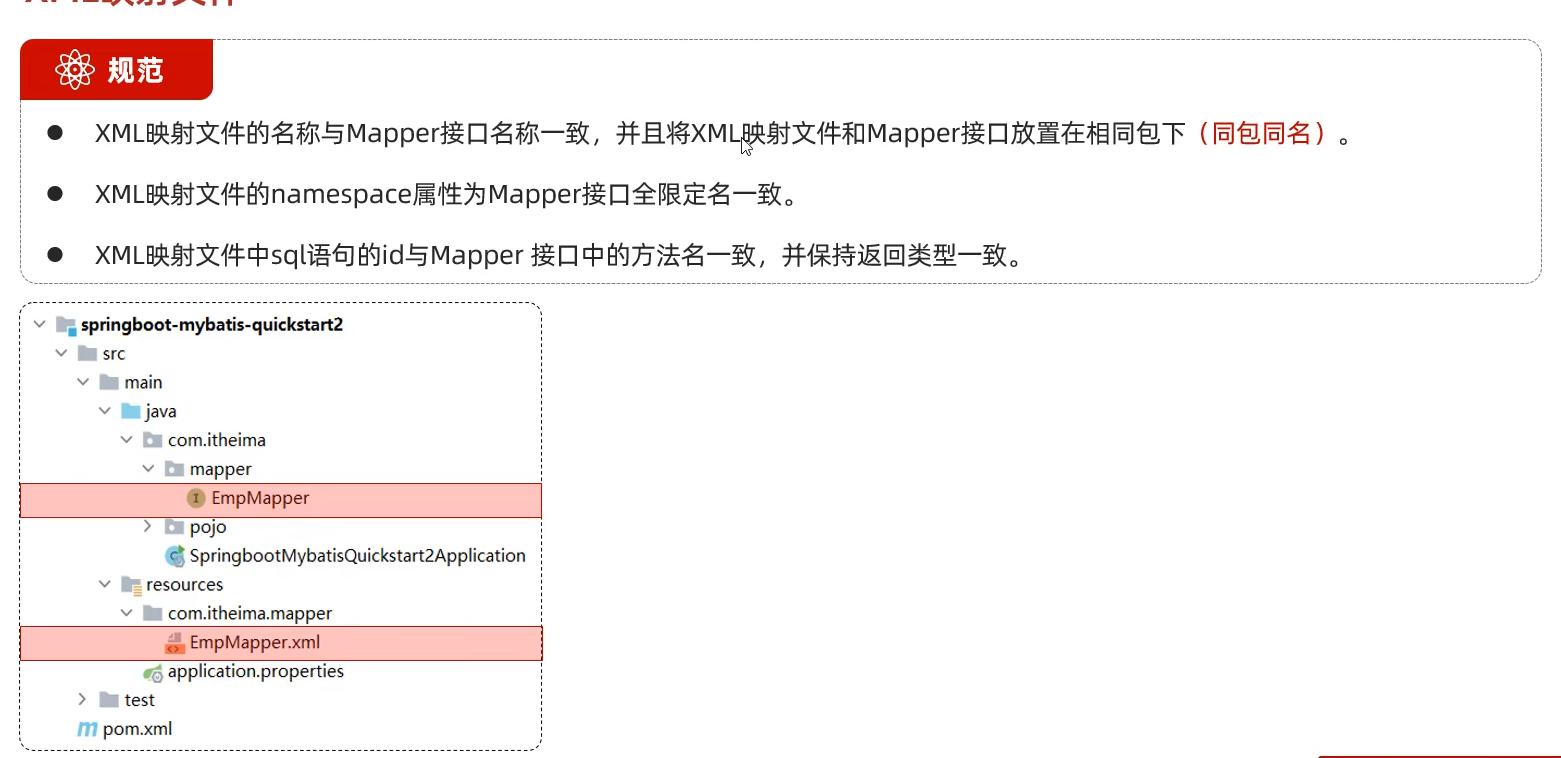 XML映射文件
规范
XML映射文件的名称与Mapper接口名称一致，并且将XML映射文件和Mapper接口放置在相同包下（同包同名）。
XML映射文件的namespace属性为Mapper接口全限定名一致。
XML映射文件中sql语句的id与Mapper 接口中的方法名一致，并保持返回类型一致。
springboot-mybatis-quickstart2
src
main
java
com.itheima
mapper
EmpMapper
pojo
SpringbootMybatisQuickstart2Application
resources
com.itheima.mapper
EmpMapper.xml
application.properties
test
pom.xml